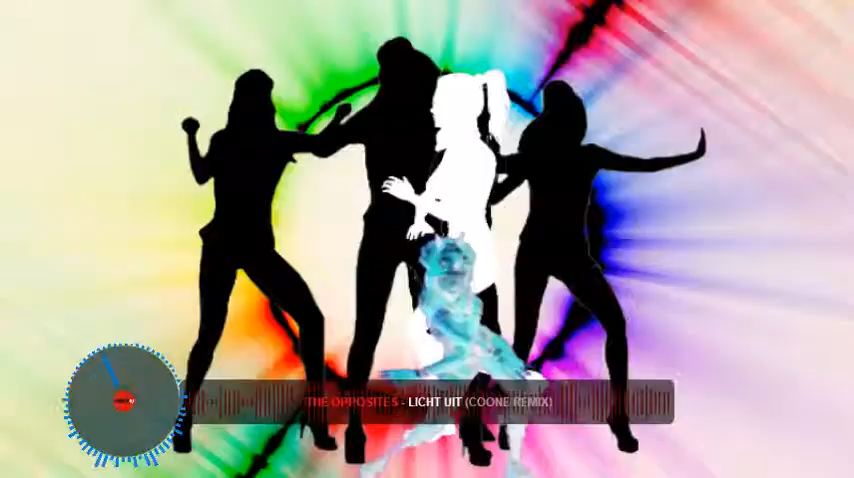 THE OPPOSITES - LICHT UIT (COONE REMIX)